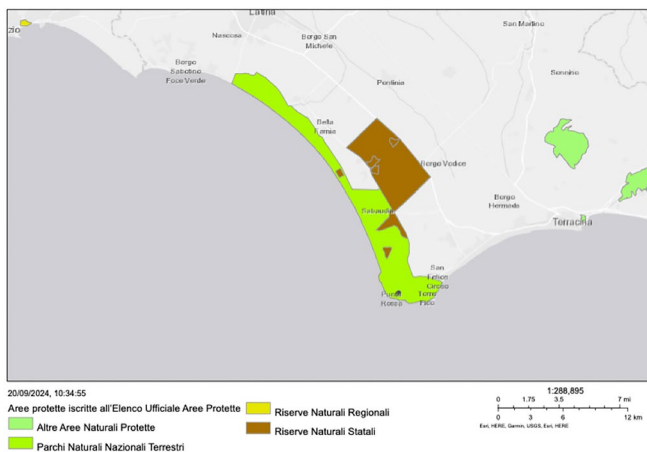 Latina
San Martino
zio
Nascosa
Borgo San
Michele
Borgo
Sabotino
Foce Verde
Pontinia
Sonnino
Bella
Farnia
Borgo Vodice
Borgo
Hermada
Sabaudia
Terracina
San
Felice
Circeo
Punta
Rossa
Torre
Fico
20/09/2024, 10:34:55
Aree protette iscritte all'Elenco Ufficiale Aree Protette
Altre Aree Naturali Protette
Parchi Naturali Nazionali Terrestri
Riserve Naturali Regionali
Riserve Naturali Statali
1:288,895
0 1.75 3.5 7 mi
0 3 6 12 km
Esri, HERE, Garmin, USGS, Esri, HERE